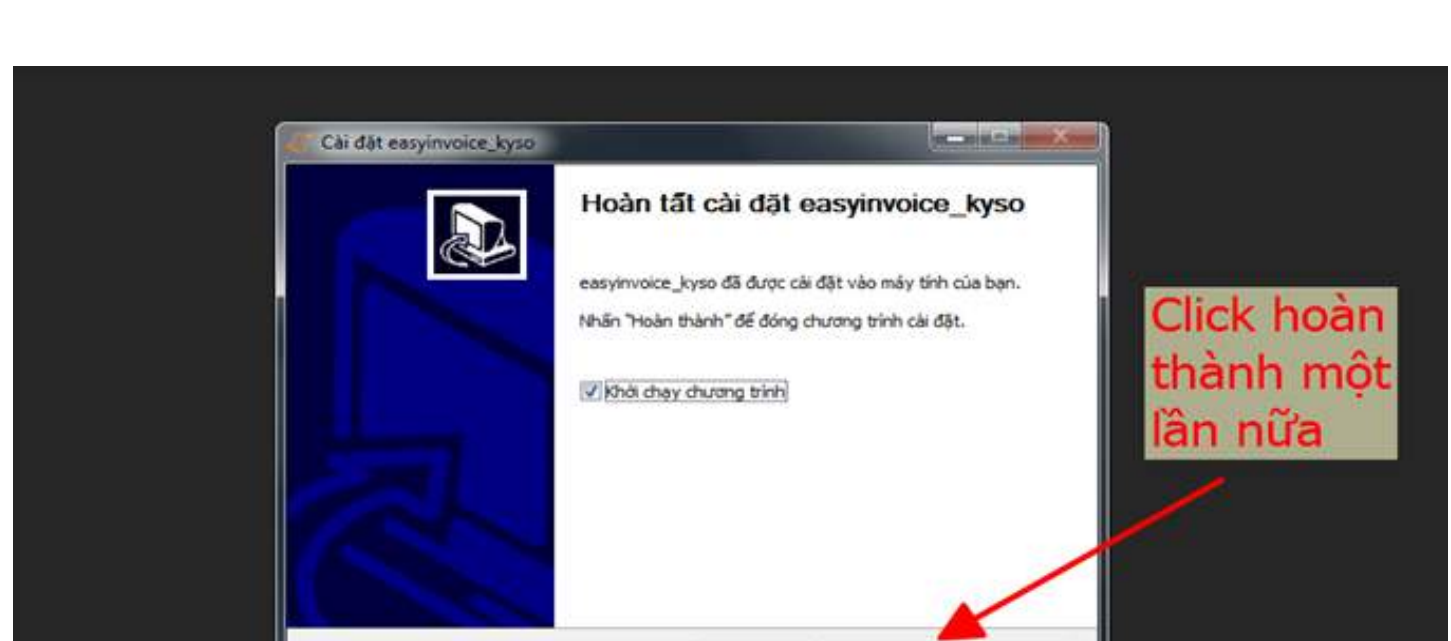 Cài đặt easyinvoice_kyso
Hoàn tất cài đặt easyinvoice_kyso
easyinvoice_kyso đã được cài đặt vào máy tính của bạn.
Nhấn "Hoàn thành" để đóng chương trình cài đặt.
Khởi chạy chương trình
Click hoàn
thành một
lần nữa